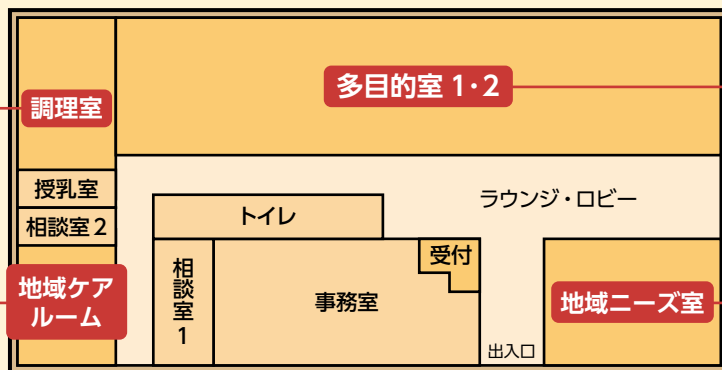 調理室
多目的室 1・2
授乳室
相談室2
トイレ
ラウンジ・ロビー
地域ケア
ルーム
相談室1
事務室
受付
地域ニーズ室
出入口